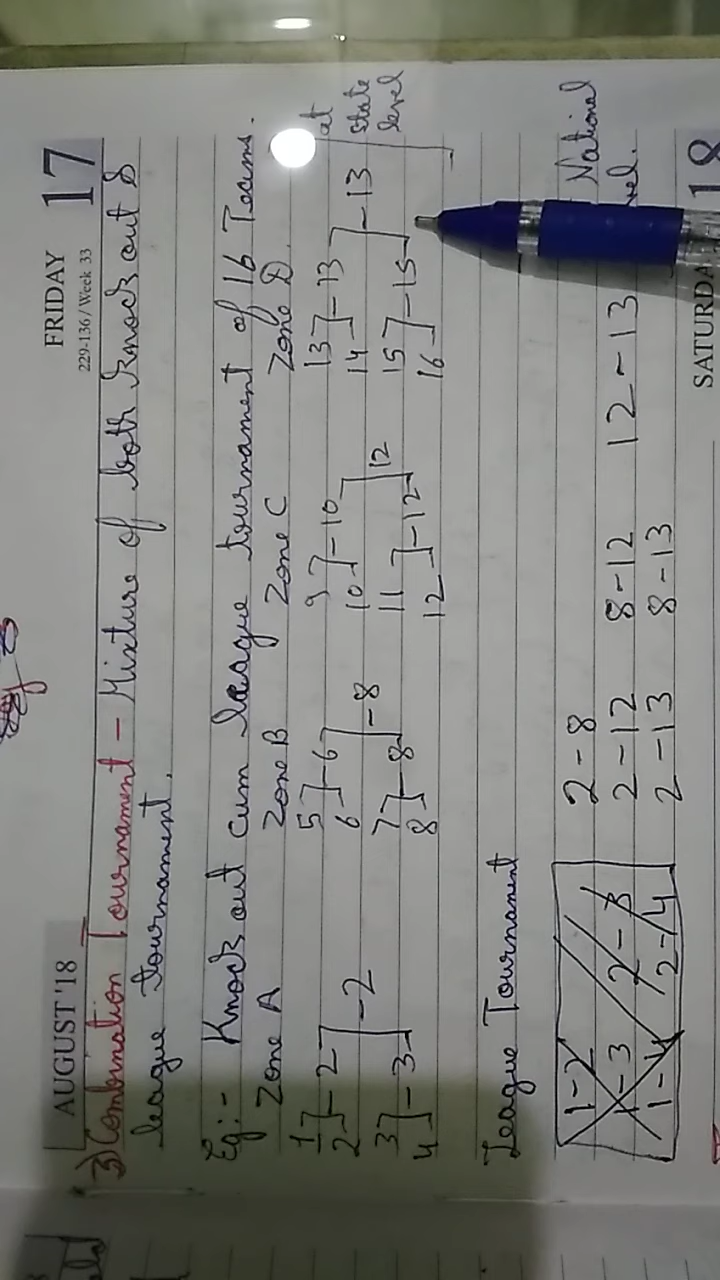 AUGUST '18 FRIDAY 17
229-136 / Week 33
3) Combination Tournament - Mixture of both knock out &
league tournament.
Eg:- Knock out cum league tournament of 16 Teams.
Zone A Zone B Zone C Zone D
1 2 - 2 5 6 - 6 9 10 - 10 13 14 - 13 at
- 2 - 8 12 - 13 state
3 4 - 3 7 8 - 8 11 12 - 12 15 16 - 15 level
League Tournament
1-2 2-8 National
1-3 2-3 2-12 8-12 12-13
1-4 2-4 2-13 8-13
SATURDA 18